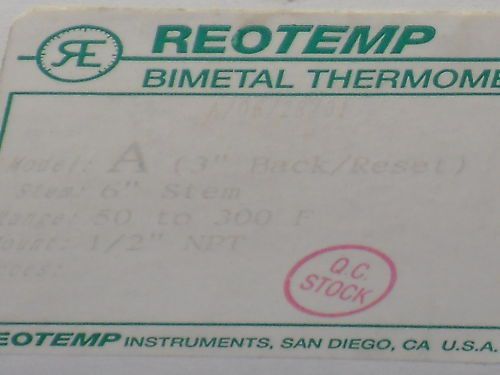 RE REOTEMP
BIMETAL THERMOME
Model: A (3" Back/Reset)
Stem: 6" Stem
Range: 50 to 300 F
ount: 1/2" NPT
Q.C.
STOCK
EOTEMP INSTRUMENTS, SAN DIEGO, CA U.S.A.